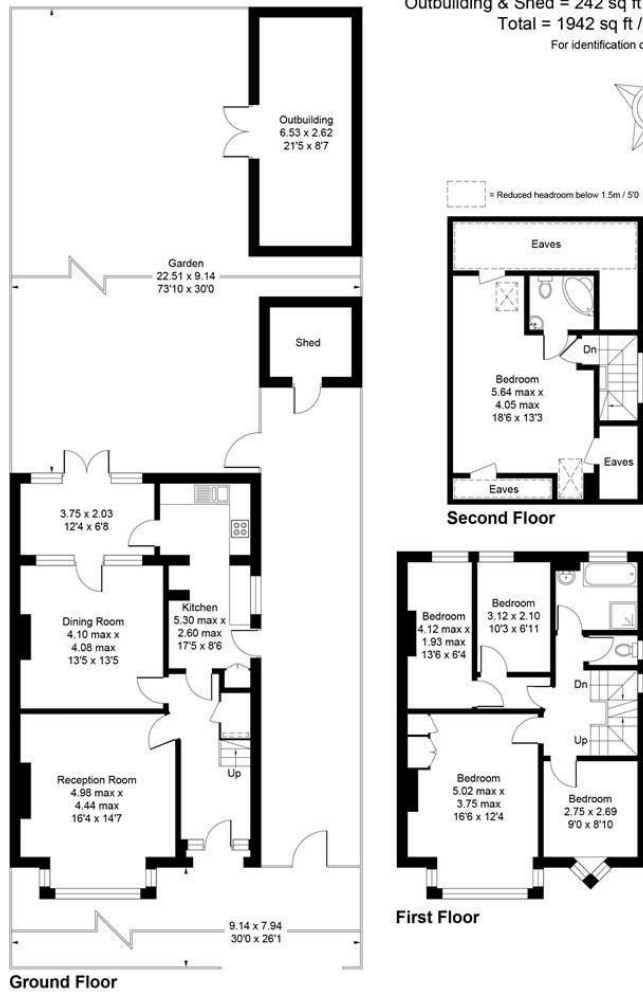 Outbuilding & Shed = 242 sq ft
Total = 1942 sq ft /
For identification o
= Reduced headroom below 1.5m / 5'0
Outbuilding
6.53 x 2.62
21'5 x 8'7
Garden
22.51 x 9.14
73'10 x 30'0
Shed
3.75 x 2.03
12'4 x 6'8
Dining Room
4.10 max x
4.08 max
13'5 x 13'5
Kitchen
5.30 max x
2.60 max
17'5 x 8'6
Reception Room
4.98 max x
4.44 max
16'4 x 14'7
Up
9.14 x 7.94
30'0 x 26'1
Ground Floor
Eaves
Dn
Bedroom
5.64 max x
4.05 max
18'6 x 13'3
Eaves
Eaves
Second Floor
Bedroom
4.12 max x
1.93 max
13'6 x 6'4
Bedroom
3.12 x 2.10
10'3 x 6'11
Dn
Up
Bedroom
5.02 max x
3.75 max
16'6 x 12'4
Bedroom
2.75 x 2.69
9'0 x 8'10
First Floor